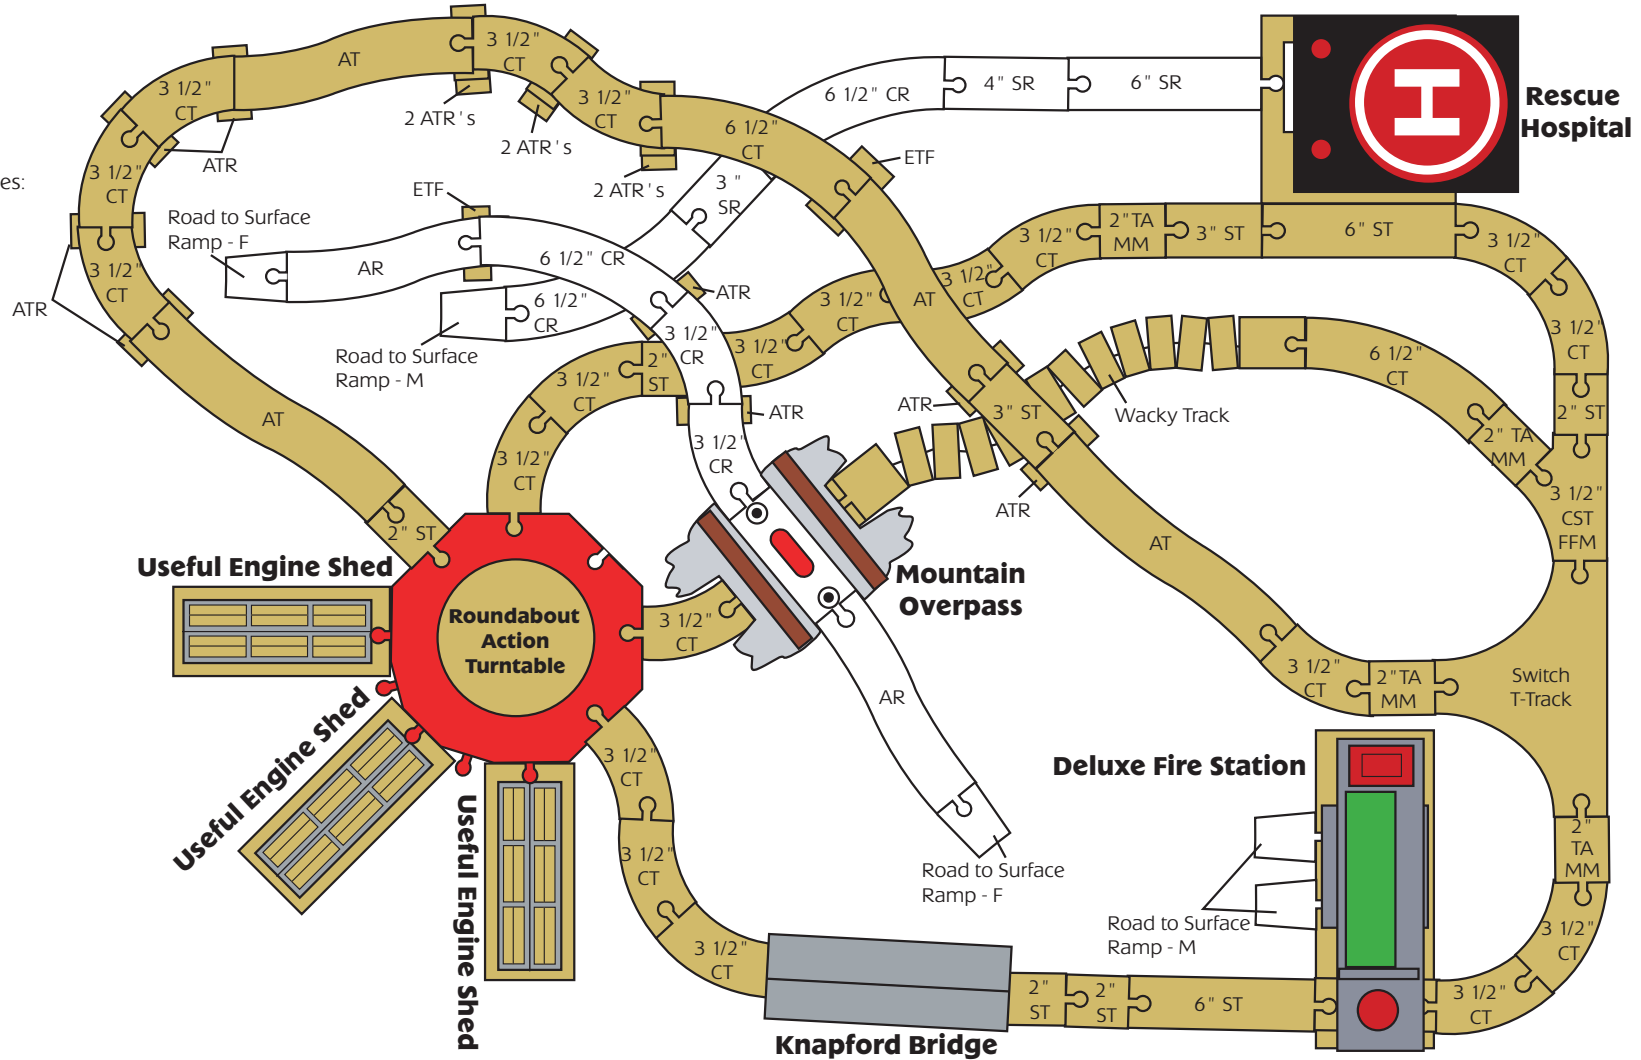 3 1/2"
CT
AT
3 1/2"
CT
3 1/2"
CT
6 1/2" CR
4" SR
6" SR
Rescue
Hospital
2 ATR's
3 1/2"
CT
2 ATR's
6 1/2"
CT
ATR
3 1/2"
CT
2 ATR's
ETF
es:
ETF
3"
SR
Road to Surface
Ramp - F
3 1/2"
CT
2"TA
MM
3" ST
6" ST
3 1/2"
CT
AR
6 1/2" CR
3 1/2"
CT
3 1/2"
CT
AT
3 1/2"
CT
ATR
6 1/2"
CR
ATR
3 1/2"
CR
3 1/2"
CT
3 1/2"
CT
Road to Surface
Ramp - M
2"
ST
3 1/2"
CT
6 1/2"
CT
ATR
ATR
3" ST
Wacky Track
2" ST
AT
3 1/2"
CT
3 1/2"
CR
2" TA
MM
ATR
3 1/2"
CST
FFM
2" ST
AT
Useful Engine Shed
Mountain
Overpass
Roundabout
Action
Turntable
3 1/2"
CT
3 1/2"
CT
2"TA
MM
Switch
T-Track
AR
Useful Engine Shed
3 1/2"
CT
Deluxe Fire Station
Useful Engine Shed
3 1/2"
CT
2"
TA
MM
Road to Surface
Ramp - F
Road to Surface
Ramp - M
3 1/2"
CT
3 1/2"
CT
2"
ST
2"
ST
6" ST
3 1/2"
CT
Knapford Bridge